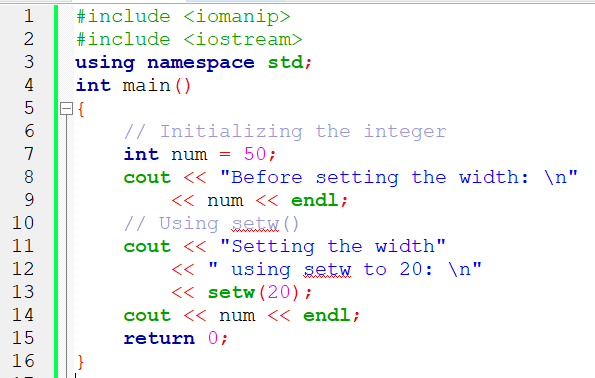 1 #include <iomanip>
2 #include <iostream>
3 using namespace std;
4 int main()
5 {
6 // Initializing the integer
7 int num = 50;
8 cout << "Before setting the width: \n"
9 << num << endl;
10 // Using setw()
11 cout << "Setting the width"
12 << " using setw to 20: \n"
13 << setw(20);
14 cout << num << endl;
15 return 0;
16 }